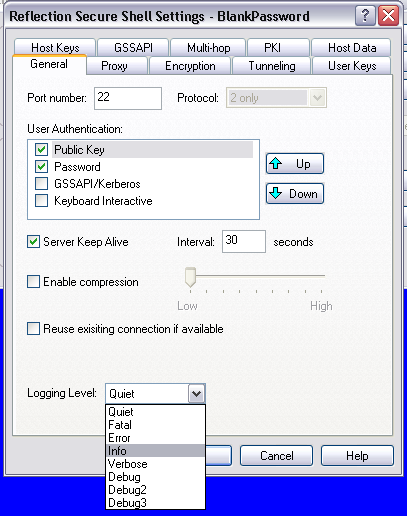 Reflection Secure Shell Settings - BlankPassword
Host Keys GSSAPI Multi-hop PKI Host Data
General Proxy Encryption Tunneling User Keys
Port number: 22 Protocol: 2 only
User Authentication:
Public Key
Password
GSSAPI/Kerberos
Keyboard Interactive
Up
Down
Server Keep Alive Interval: 30 seconds
Enable compression
Low High
Reuse exisiting connection if available
Logging Level: Quiet
Quiet
Fatal
Error
Info
Verbose
Debug
Debug2
Debug3
Cancel Help